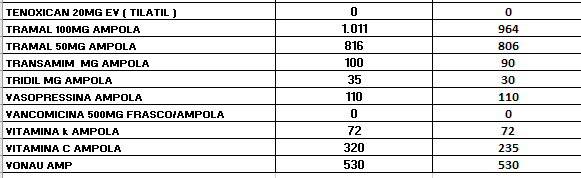 TENOXICAN 20MG EV ( TILATIL ) 0 0
TRAMAL 100MG AMPOLA 1.011 964
TRAMAL 50MG AMPOLA 816 806
TRANSAMIM MG AMPOLA 100 90
TRIDIL MG AMPOLA 35 30
VASOPRESSINA AMPOLA 110 110
VANCOMICINA 500MG FRASCO/AMPOLA 0 0
VITAMINA k AMPOLA 72 72
VITAMINA C AMPOLA 320 235
VONAU AMP 530 530